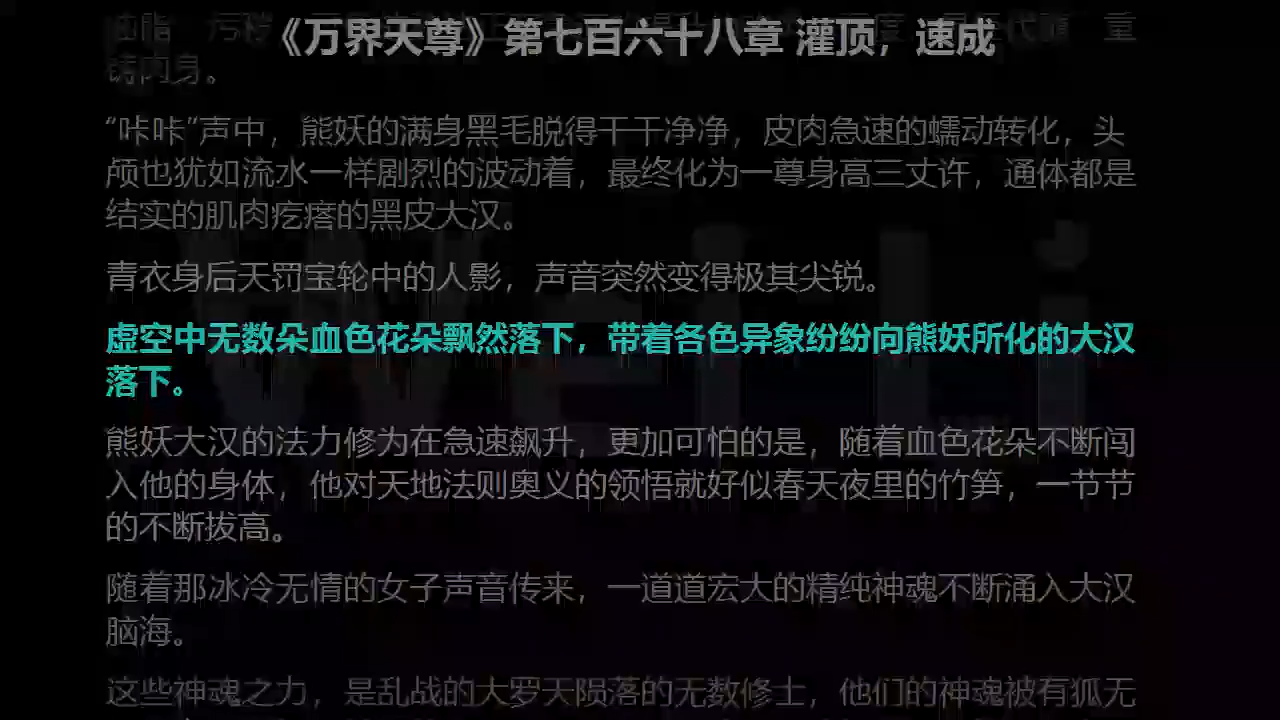 《万界天尊》第七百六十八章 灌顶，速成
铸肉身。
“咔咔”声中，熊妖的满身黑毛脱得干干净净，皮肉急速的蠕动转化，头
颅也犹如流水一样剧烈的波动着，最终化为一尊身高三丈许，通体都是
结实的肌肉疙瘩的黑皮大汉。
青衣身后天罚宝轮中的人影，声音突然变得极其尖锐。
虚空中无数朵血色花朵飘然落下，带着各色异象纷纷向熊妖所化的大汉
落下。
熊妖大汉的法力修为在急速飙升，更加可怕的是，随着血色花朵不断闯
入他的身体，他对天地法则奥义的领悟就好似春天夜里的竹笋，一节节
的不断拔高。
随着那冰冷无情的女子声音传来，一道道宏大的精纯神魂不断涌入大汉
脑海。
这些神魂之力，是乱战的大罗天陨落的无数修士，他们的神魂被有狐无